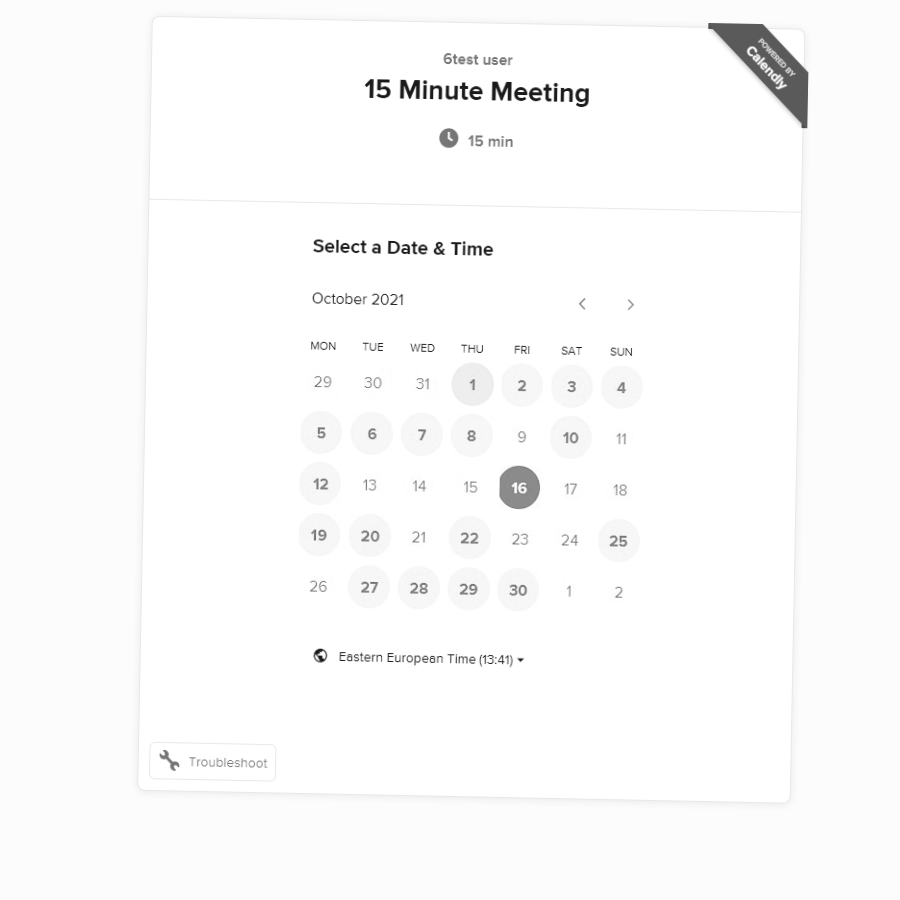 POWERED BY
Calendly
6test user
15 Minute Meeting
15 min
Select a Date & Time
October 2021
MON TUE WED THU FRI SAT SUN
29 30 31 1 2 3 4
5 6 7 8 9 10 11
12 13 14 15 16 17 18
19 20 21 22 23 24 25
26 27 28 29 30 1 2
Eastern European Time (13:41)
Troubleshoot